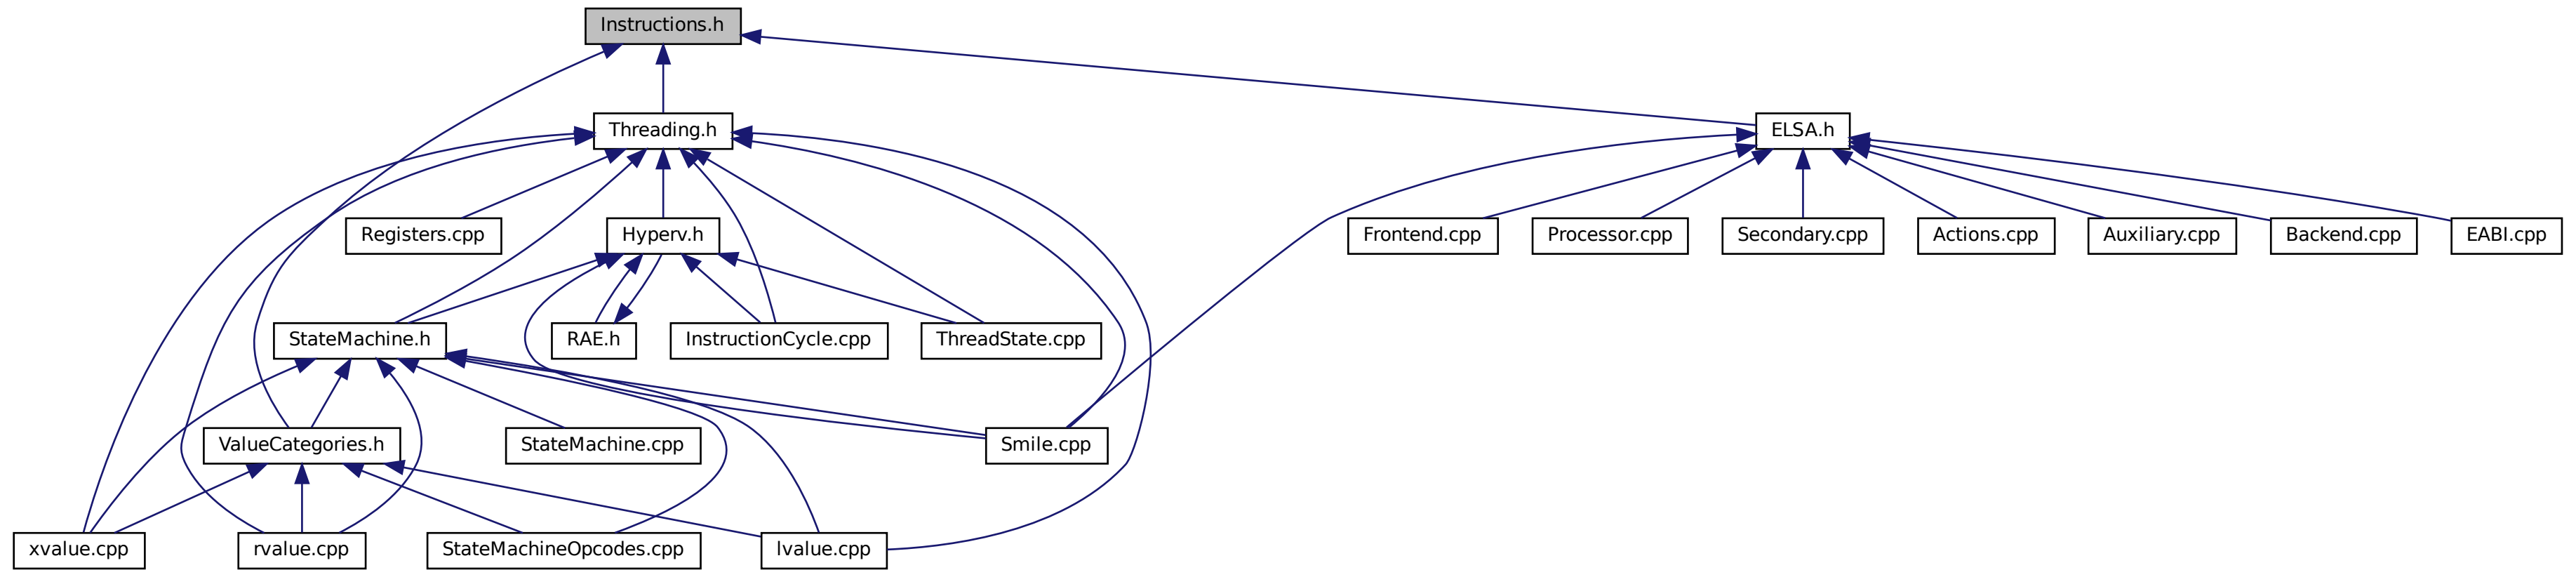 Instructions.h
Threading.h
ELSA.h
Registers.cpp
Hyperv.h
Frontend.cpp
Processor.cpp
Secondary.cpp
Actions.cpp
Auxiliary.cpp
Backend.cpp
EABI.cpp
StateMachine.h
RAE.h
InstructionCycle.cpp
ThreadState.cpp
ValueCategories.h
StateMachine.cpp
Smile.cpp
xvalue.cpp
rvalue.cpp
StateMachineOpcodes.cpp
lvalue.cpp